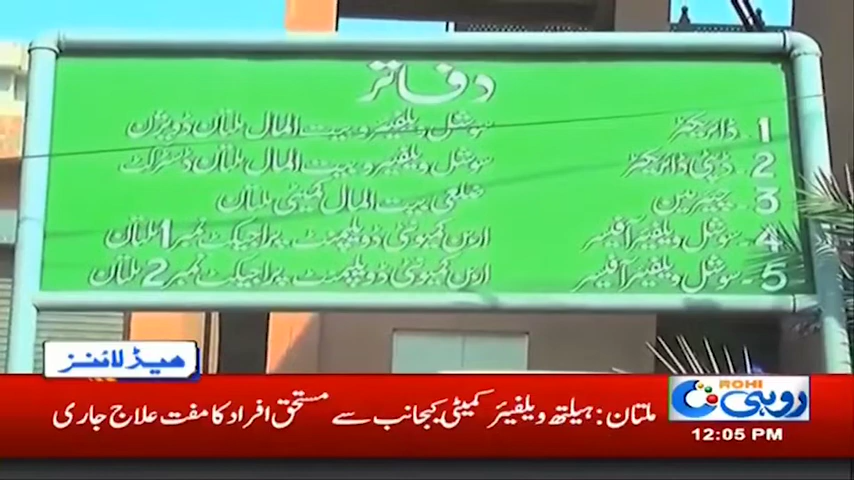 دفاتر
1 ۔ ڈائریکٹر سوشل ویلفیئر و بیت المال ملتان ڈویژن
2 ۔ ڈپٹی ڈائریکٹر سوشل ویلفیئر و بیت المال ملتان ڈسٹرکٹ
3 ۔ چیئرمین ضلعی بیت المال کمیٹی ملتان
4 ۔ سوشل ویلفیئر آفیسر اربن کمیونٹی ڈویلپمنٹ ۔ پراجیکٹ نمبر 1 ملتان
5 ۔ سوشل ویلفیئر آفیسر اربن کمیونٹی ڈویلپمنٹ ۔ پراجیکٹ نمبر 2 ملتان
ھیڈلائنز
ملتان : ہیلتھ ویلفیئر کمیٹی کیجانب سے مستحق افراد کا مفت علاج جاری
ROHI
روہی
12:05 PM